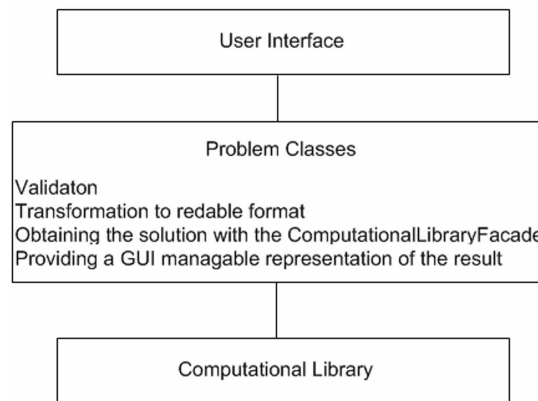 User Interface
Problem Classes
Validaton
Transformation to redable format
Obtaining the solution with the ComputationalLibraryFacade
Providing a GUI managable representation of the result
Computational Library